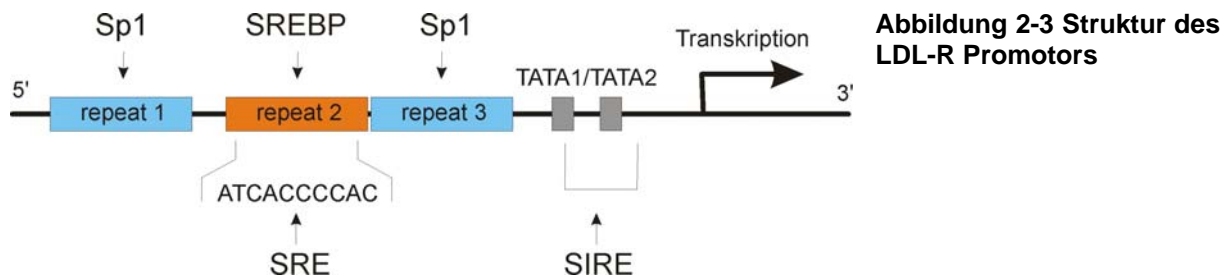 Sp1 SREBP Sp1
Abbildung 2-3 Struktur des
LDL-R Promotors
Transkription
TATA1/TATA2
5' 3'
repeat 1 repeat 2 repeat 3
ATCACCCCAC
SRE SIRE